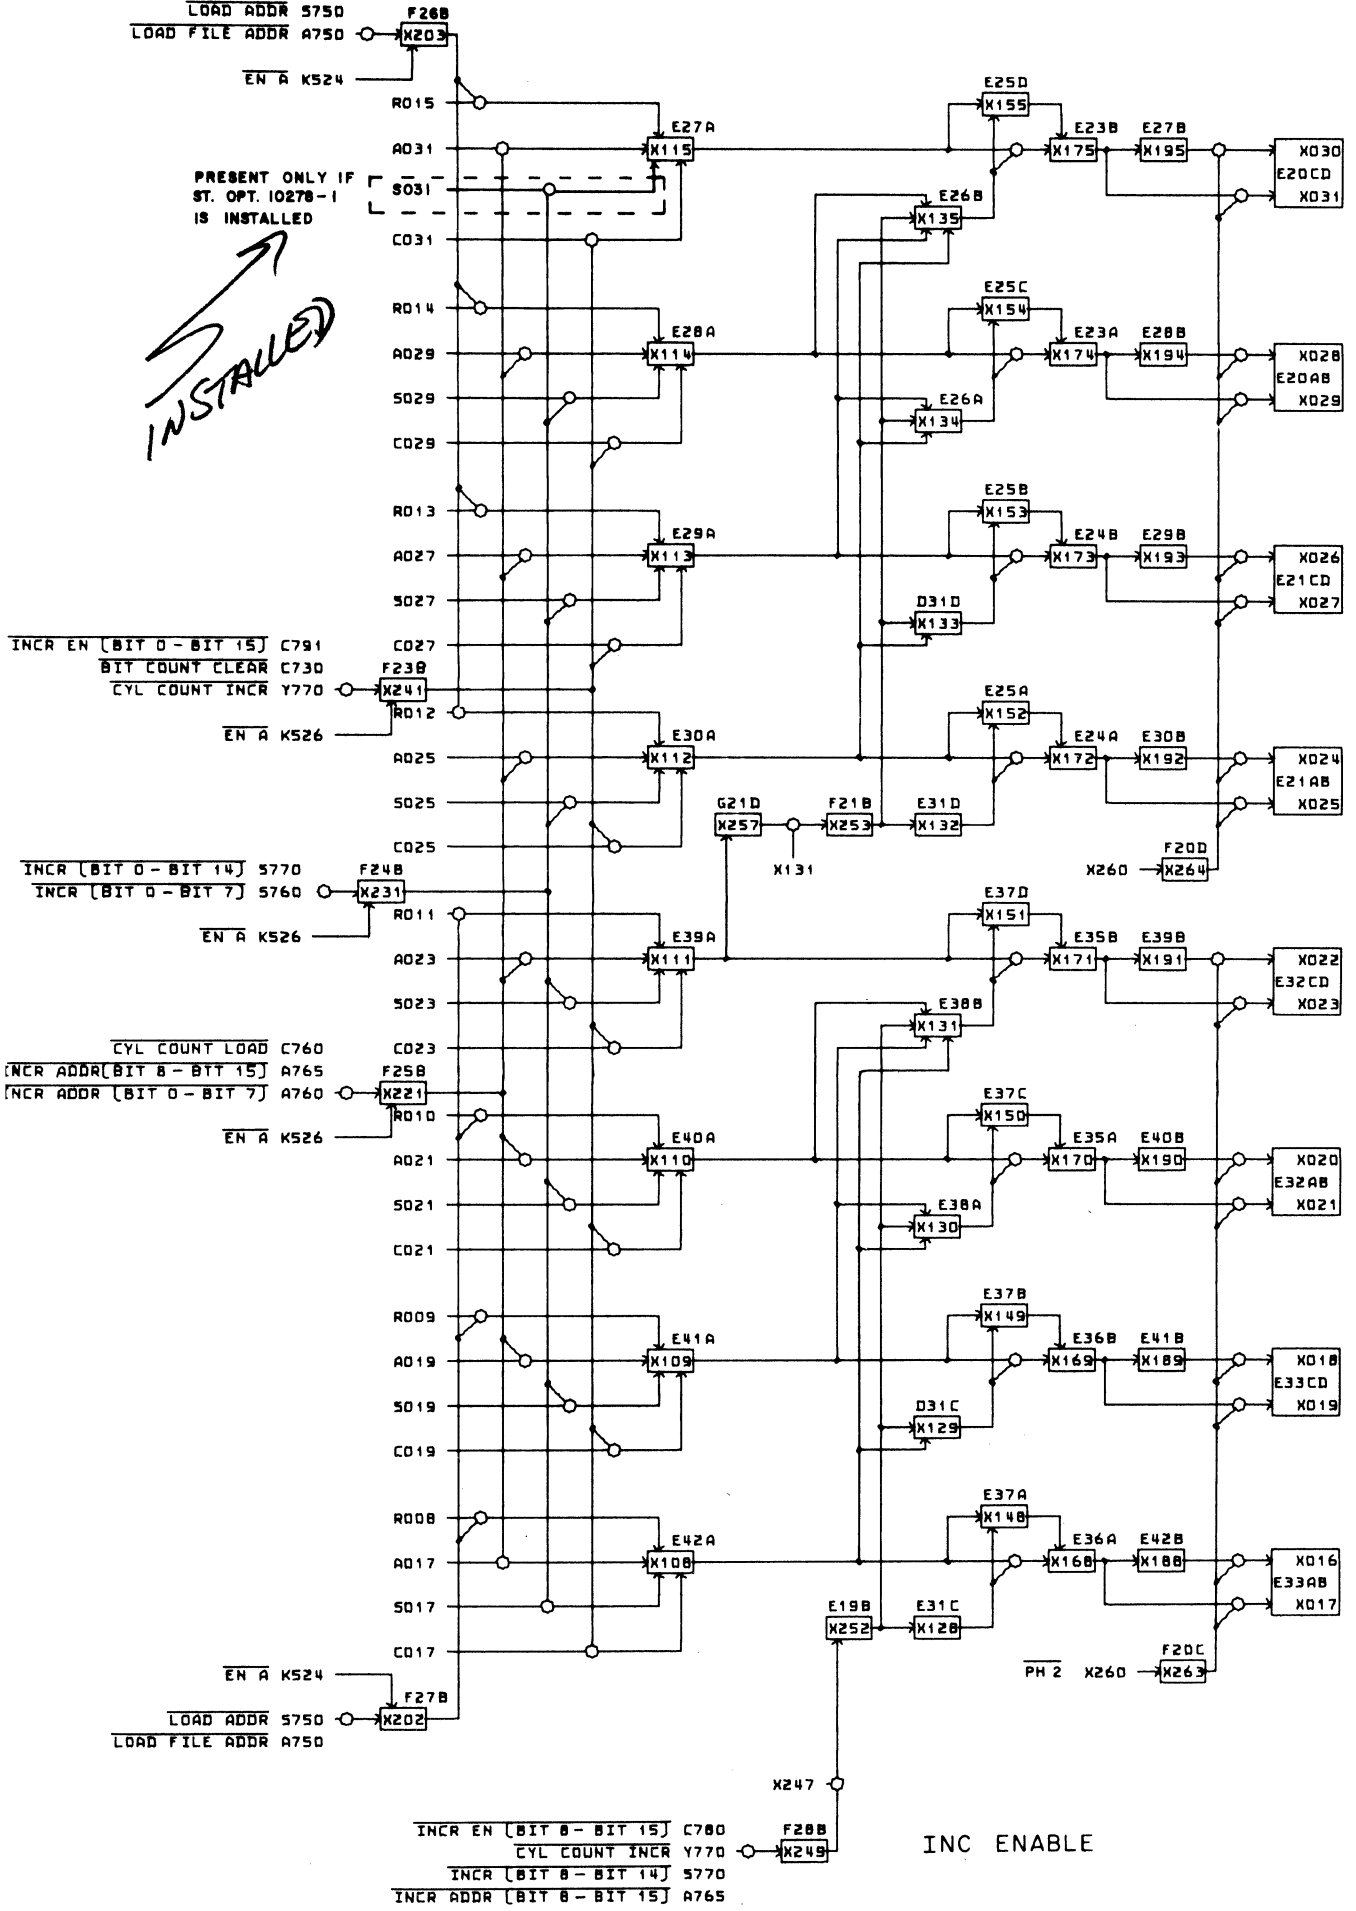 LOAD ADDR S750
LOAD FILE ADDR A750
F26B
X203
EN A K524
R015
E25D
X155
E27A
A031
X115
E23B
X175
E27B
X195
X030
E20CD
X031
PRESENT ONLY IF
ST. OPT. 10278-1
IS INSTALLED
S031
E26B
X135
C031
INSTALLED
R014
E25C
X154
E28A
A029
X114
E23A
X174
E28B
X194
X028
E20AB
X029
S029
E26A
X134
C029
R013
E25B
X153
E29A
A027
X113
E24B
X173
E29B
X193
X026
E21CD
X027
S027
D31D
X133
INCR EN [BIT 0-BIT 15] C791
BIT COUNT CLEAR C730
CYL COUNT INCR Y770
C027
F23B
X241
R012
EN A K526
E25A
X152
E30A
A025
X112
E24A
X172
E30B
X192
X024
E21AB
X025
S025
G21D
X257
F21B
X253
E31D
X132
C025
X131
X260
F20D
X264
INCR [BIT 0-BIT 14] S770
INCR [BIT 0-BIT 7] S760
F24B
X231
R011
EN A K526
E37D
X151
E39A
A023
X111
E35B
X171
E39B
X191
X022
E32CD
X023
S023
E38B
X131
C023
CYL COUNT LOAD C760
INCR ADDR[BIT 8-BIT 15] A765
INCR ADDR [BIT 0-BIT 7] A760
F25B
X221
R010
EN A K526
E37C
X150
E40A
A021
X110
E35A
X170
E40B
X190
X020
E32AB
X021
S021
E38A
X130
C021
R009
E37B
X149
E41A
A019
X109
E36B
X169
E41B
X189
X018
E33CD
X019
S019
D31C
X129
C019
R008
E37A
X148
E42A
A017
X108
E36A
X168
E42B
X188
X016
E33AB
X017
S017
E19B
X252
E31C
X128
C017
EN A K524
F27B
X202
LOAD ADDR S750
LOAD FILE ADDR A750
PH 2 X260
F20C
X263
X247
INCR EN [BIT 8-BIT 15] C780
CYL COUNT INCR Y770
INCR [BIT 8-BIT 14] S770
INCR ADDR [BIT 8-BIT 15] A765
F28B
X249
INC ENABLE